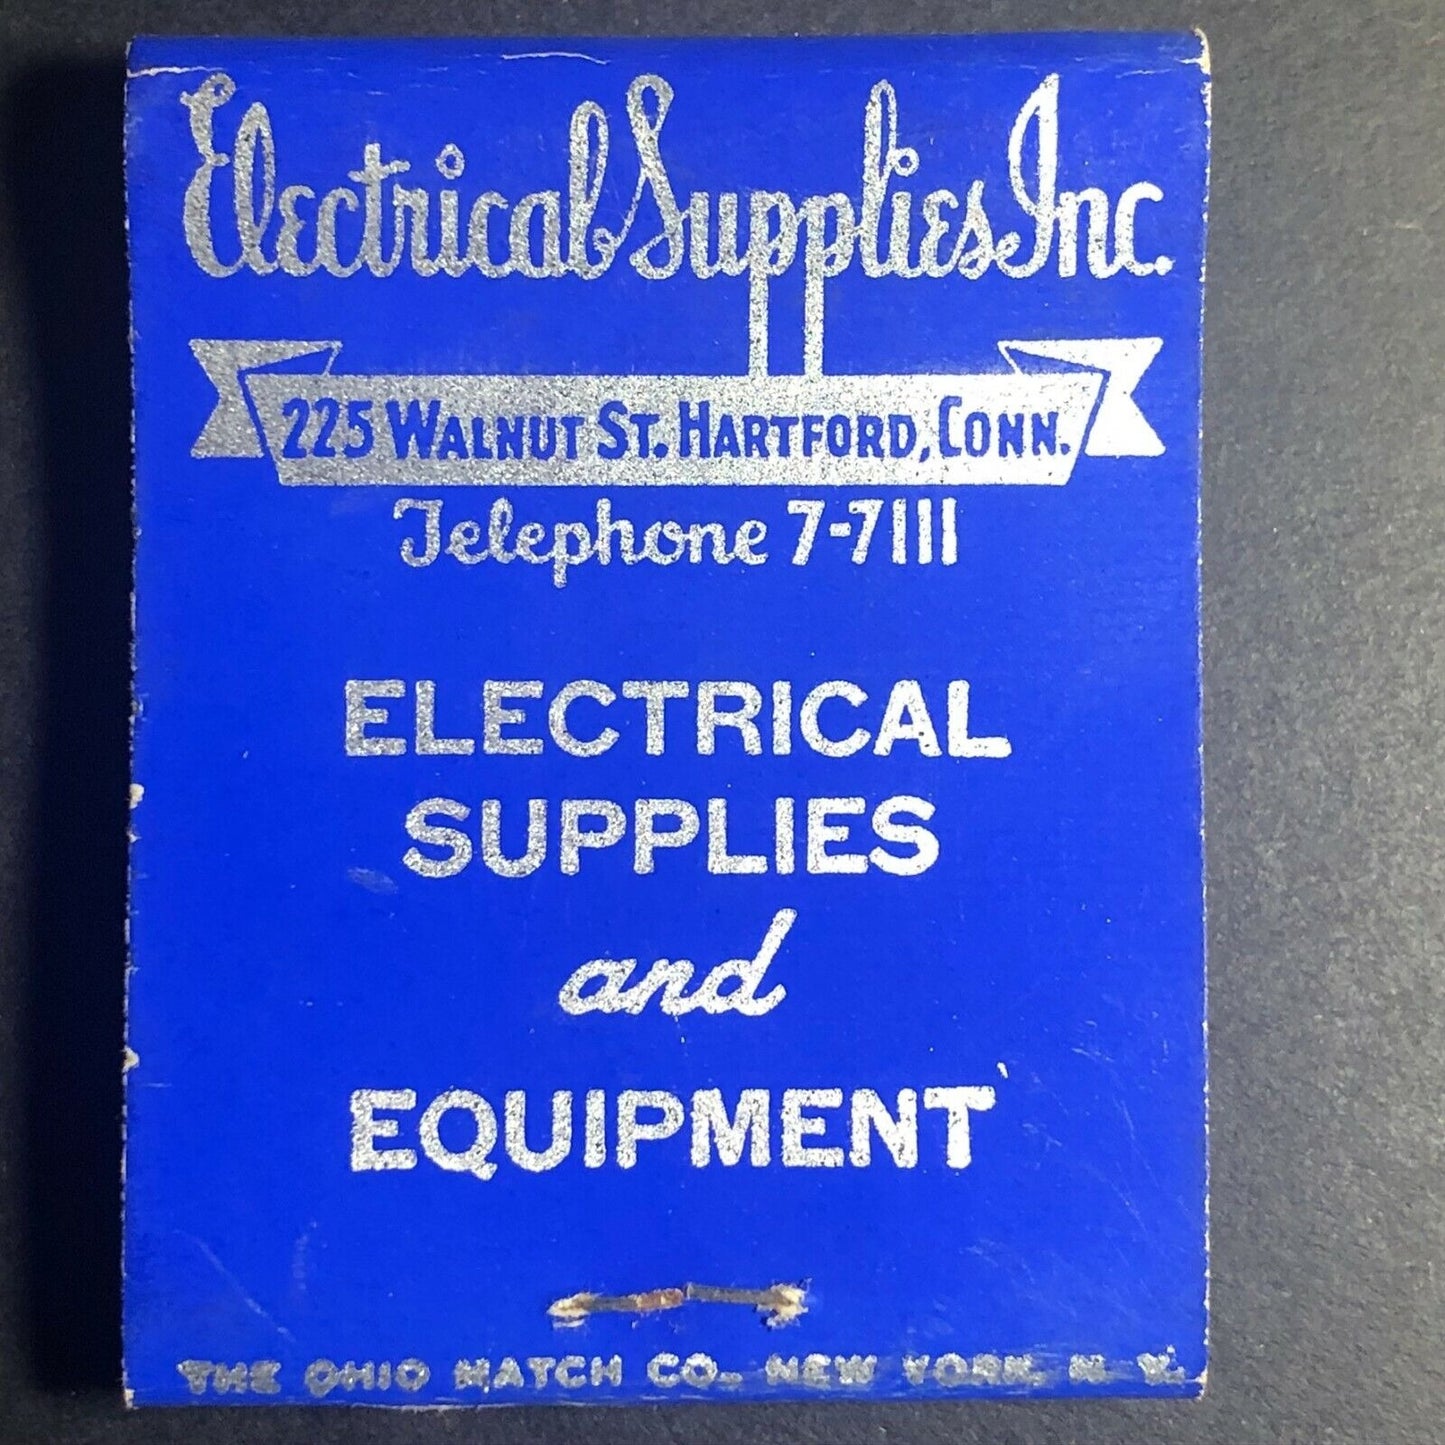 Electrical Supplies Inc.
225 WALNUT ST. HARTFORD, CONN.
Telephone 7-7111
ELECTRICAL
SUPPLIES
and
EQUIPMENT
THE OHIO MATCH CO., NEW YORK, N. Y.